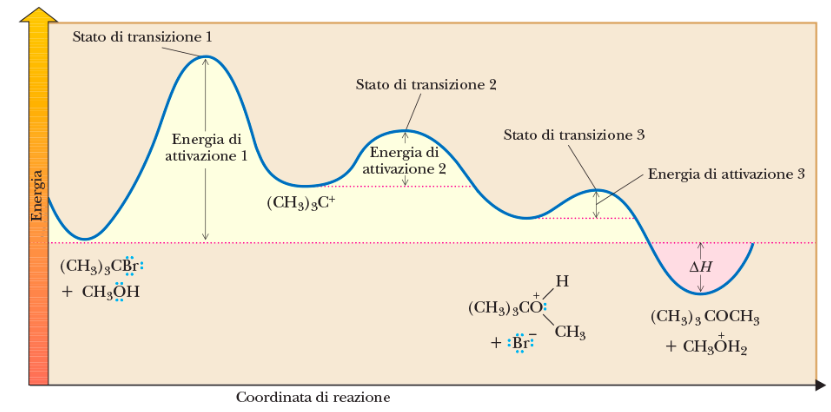 Stato di transizione 1
Stato di transizione 2
Stato di transizione 3
Energia di
attivazione 1
Energia di
attivazione 2
Energia di attivazione 3
Energia
(CH₃)₃C⁺
ΔH
(CH₃)₃CBr
+ CH₃OH
H
(CH₃)₃CO⁺
CH₃
+ Br⁻
(CH₃)₃COCH₃
+ CH₃O⁺H₂
Coordinata di reazione